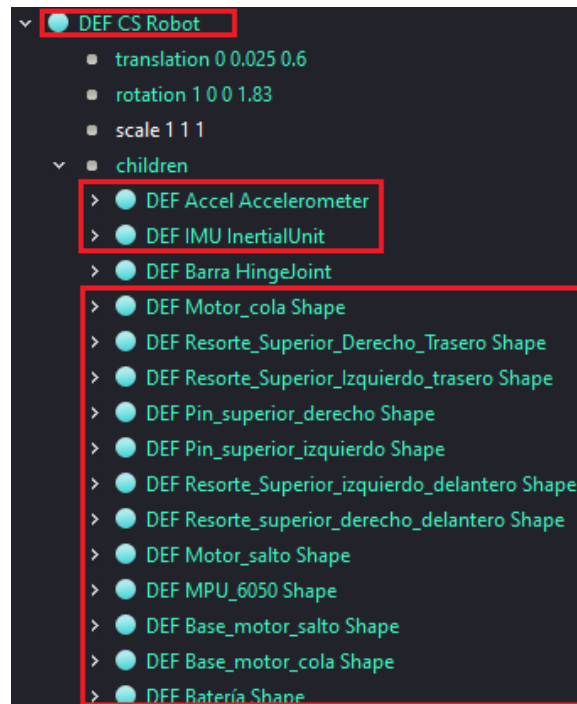 DEF CS Robot
translation 0 0.025 0.6
rotation 1 0 0 1.83
scale 1 1 1
children
DEF Accel Accelerometer
DEF IMU InertialUnit
DEF Barra HingeJoint
DEF Motor_cola Shape
DEF Resorte_Superior_Derecho_Trasero Shape
DEF Resorte_Superior_Izquierdo_trasero Shape
DEF Pin_superior_derecho Shape
DEF Pin_superior_izquierdo Shape
DEF Resorte_Superior_izquierdo_delantero Shape
DEF Resorte_superior_derecho_delantero Shape
DEF Motor_salto Shape
DEF MPU_6050 Shape
DEF Base_motor_salto Shape
DEF Base_motor_cola Shape
DEF Batería Shape